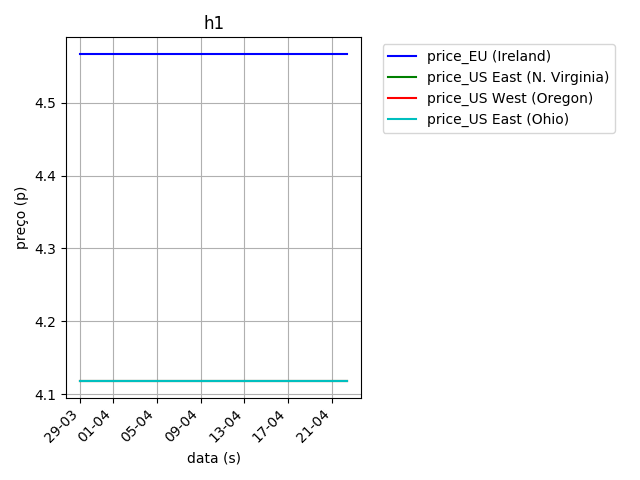 h1
price_EU (Ireland)
price_US East (N. Virginia)
price_US West (Oregon)
price_US East (Ohio)
preço (p)
4.5
4.4
4.3
4.2
4.1
29-03
01-04
05-04
09-04
13-04
17-04
21-04
data (s)